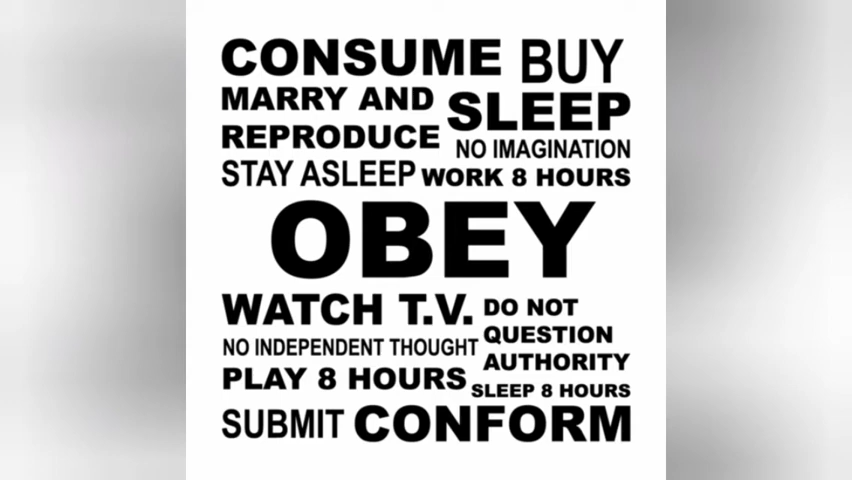 CONSUME BUY
MARRY AND
REPRODUCE
SLEEP
NO IMAGINATION
STAY ASLEEP WORK 8 HOURS
OBEY
WATCH T.V.
DO NOT
QUESTION
AUTHORITY
NO INDEPENDENT THOUGHT
PLAY 8 HOURS
SLEEP 8 HOURS
SUBMIT CONFORM